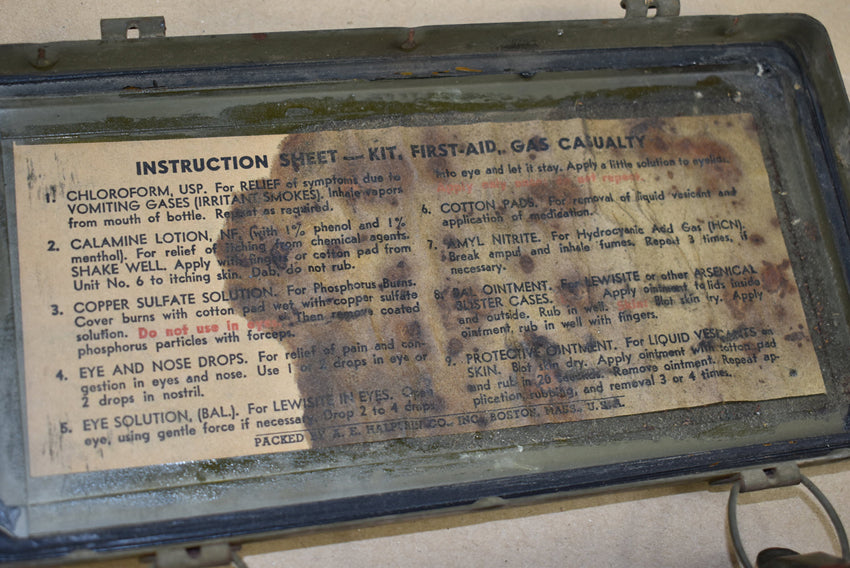 INSTRUCTION SHEET — KIT, FIRST-AID, GAS CASUALTY
1. CHLOROFORM, USP. For RELIEF of symptoms due to
VOMITING GASES (IRRITANT SMOKES). Inhale vapors
from mouth of bottle. Repeat as required.
2. CALAMINE LOTION, NF. (with 1% phenol and 1%
menthol). For relief of itching from chemical agents.
SHAKE WELL. Apply with fingers or cotton pad from
Unit No. 6 to itching skin. Dab, do not rub.
3. COPPER SULFATE SOLUTION. For Phosphorus Burns.
Cover burns with cotton pad wet with copper sulfate
solution. Do not use in Then remove coated
phosphorus particles with forceps.
4. EYE AND NOSE DROPS. For relief of pain and con-
gestion in eyes and nose. Use 1 or 2 drops in eye or
2 drops in nostril.
5. EYE SOLUTION, (BAL.). For LEWISITE IN EYES. Open
eye, using gentle force if necessary. Drop 2 to 4 drops
into eye and let it stay. Apply a little solution to eyelids.
Apply only repeat.
6. COTTON PADS. For removal of liquid vesicant and
application of medication.
7. AMYL NITRITE. For Hydrocyanic Acid Gas (HCN).
Break ampul and inhale fumes. Repeat 3 times, if
necessary.
8. BAL OINTMENT. For LEWISITE or other ARSENICAL
BLISTER CASES. Apply ointment to lids inside
and outside. Rub in well. Blot skin dry. Apply
ointment, rub in well with fingers.
9. PROTECTIVE OINTMENT. For LIQUID VESICANTS on
SKIN. Blot skin dry. Apply ointment with cotton pad
and rub in 20 seconds. Remove ointment. Repeat ap-
plication, rubbing, and removal 3 or 4 times.
PACKED BY A. E. HALPERIN CO., INC., BOSTON, MASS., U. S. A.